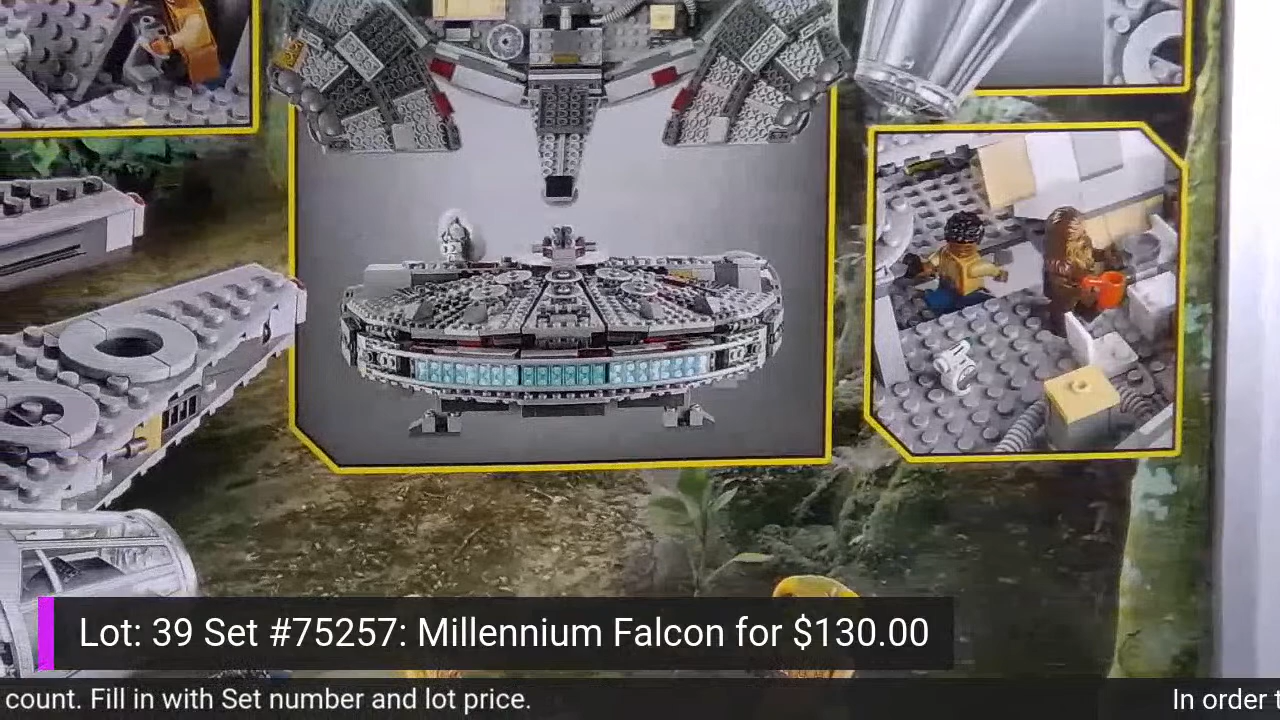 Lot: 39 Set #75257: Millennium Falcon for $130.00
count. Fill in with Set number and lot price.
In order t